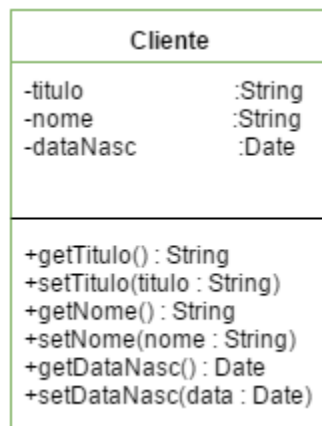 Cliente
-titulo :String
-nome :String
-dataNasc :Date
+getTitulo() : String
+setTitulo(titulo : String)
+getNome() : String
+setNome(nome : String)
+getDataNasc() : Date
+setDataNasc(data : Date)